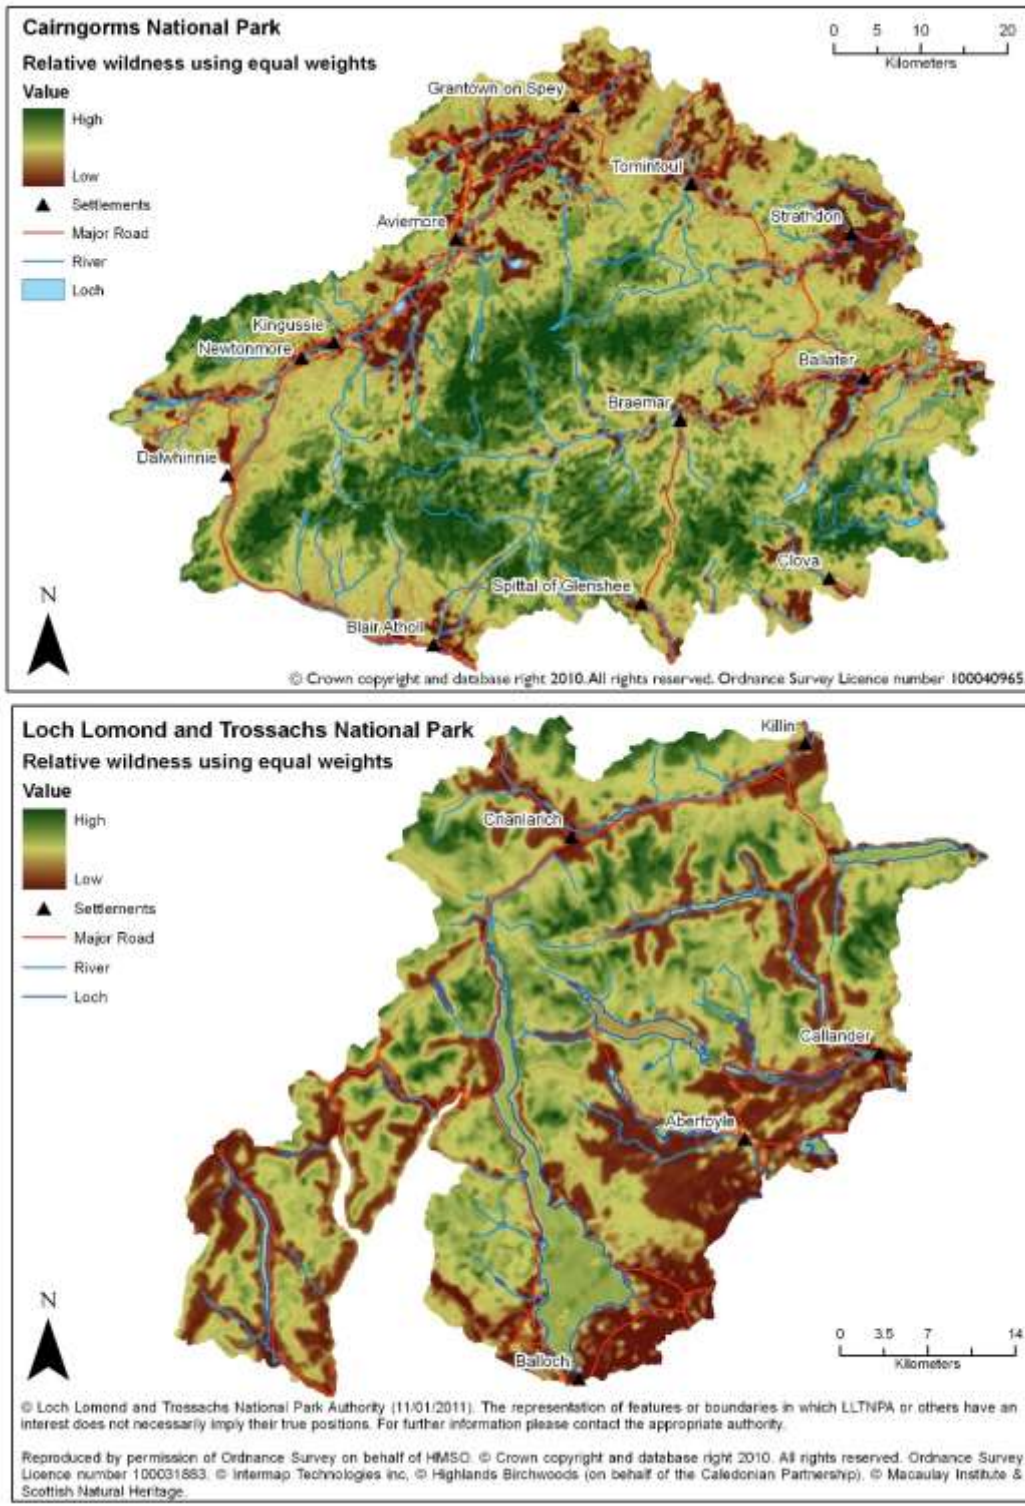 Cairngorms National Park
Relative wildness using equal weights
Value
High
Low
Settlements
Major Road
River
Loch
0 5 10 20
Kilometers
Grantown on Spey
Tomintoul
Strathdon
Aviemore
Kingussie
Newtonmore
Ballater
Braemar
Dalwhinnie
Clova
Spittal of Glenshee
Blair Atholl
N
© Crown copyright and database right 2010. All rights reserved. Ordnance Survey Licence number 100040965.
Loch Lomond and Trossachs National Park
Relative wildness using equal weights
Value
High
Low
Settlements
Major Road
River
Loch
Killin
Crianlarich
Callander
Aberfoyle
Balloch
N
0 3.5 7 14
Kilometers
© Loch Lomond and Trossachs National Park Authority (11/01/2011). The representation of features or boundaries in which LLTNPA or others have an
interest does not necessarily imply their true positions. For further information please contact the appropriate authority.
Reproduced by permission of Ordnance Survey on behalf of HMSO. © Crown copyright and database right 2010. All rights reserved. Ordnance Survey
Licence number 100031883. © Intermap Technologies inc, © Highlands Birchwoods (on behalf of the Caledonian Partnership), © Macaulay Institute &
Scottish Natural Heritage.